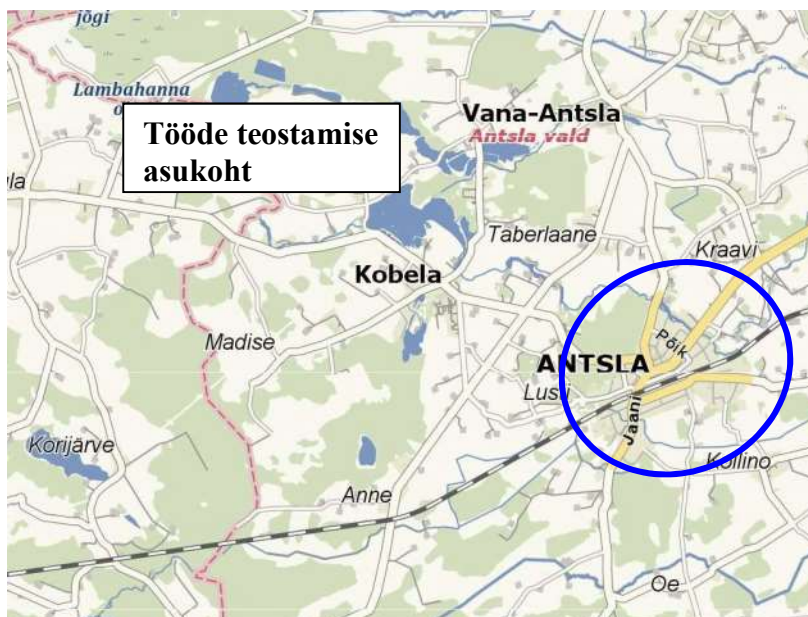 jõgi
Lambahanna
Tööde teostamise
asukoht
Vana-Antsla
Antsla vald
Taberlaane
Kraavi
Kobela
Madise
Põik
ANTSLA
Lusti
Jaani
Korijärve
Kollino
Anne
Oe